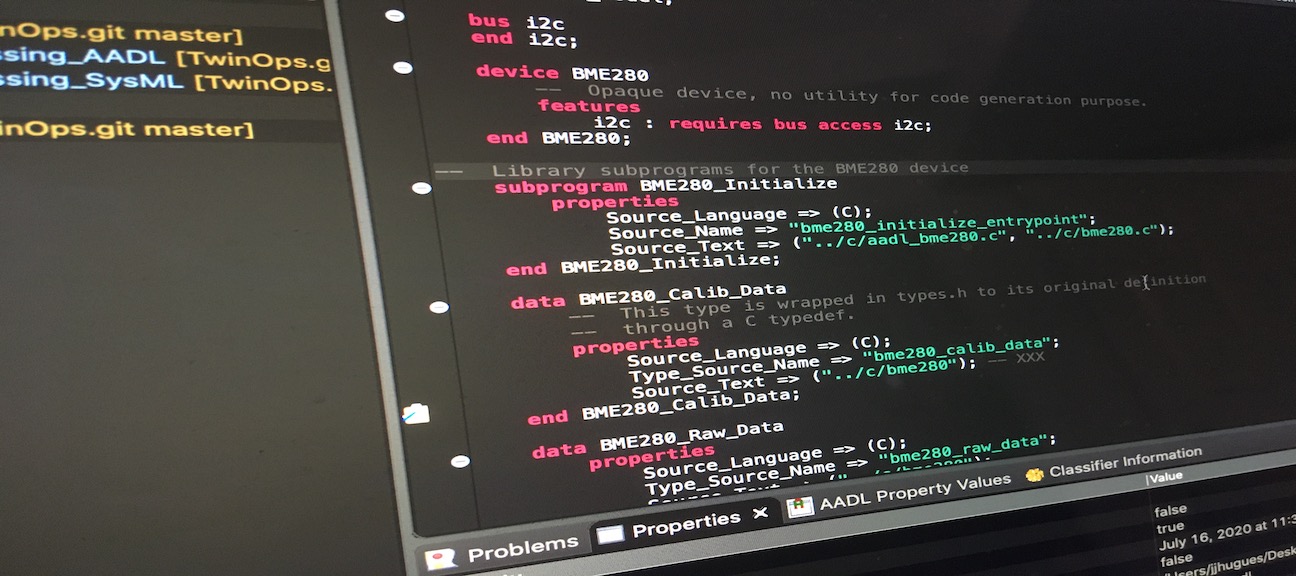 nOps.git master]
ssing_AADL [TwinOps.g
ssing_SysML [TwinOps.
inOps.git master]
bus i2c
end i2c;
device BME280
-- Opaque device, no utility for code generation purpose.
features
i2c : requires bus access i2c;
end BME280;
-- Library subprograms for the BME280 device
subprogram BME280_Initialize
properties
Source_Language => (C);
Source_Name => "bme280_initialize_entrypoint";
Source_Text => ("../c/aadl_bme280.c", "../c/bme280.c");
end BME280_Initialize;
data BME280_Calib_Data
-- This type is wrapped in types.h to its original definition
-- through a C typedef.
properties
Source_Language => (C);
Type_Source_Name => "bme280_calib_data";
Source_Text => ("../c/bme280"); -- XXX
end BME280_Calib_Data;
data BME280_Raw_Data
properties
Source_Language => (C);
Type_Source_Name => "bme280_raw_data";
Problems
Properties
AADL Property Values
Classifier Information
Value
false
true
July 16, 2020 at 11:3
false
/jjhugues/Desk